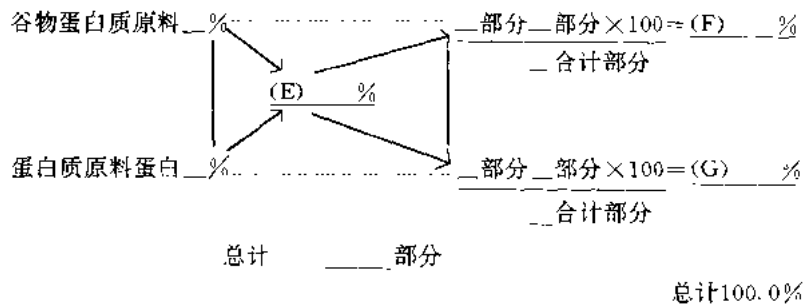 谷物蛋白质原料__% __部分__部分×100=(F) __%
__合计部分
(E) %
蛋白质原料蛋白__% __部分__部分×100=(G) %
__合计部分
总计 ____部分
总计100.0%